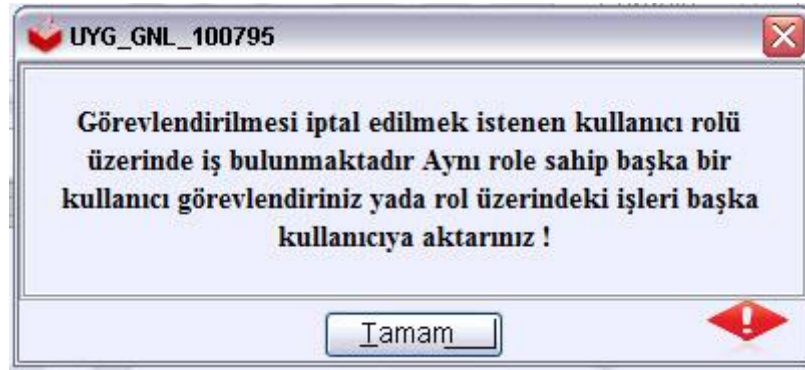 UYG_GNL_100795
Görevlendirilmesi iptal edilmek istenen kullanıcı rolü
üzerinde iş bulunmaktadır Aynı role sahip başka bir
kullanıcı görevlendiriniz yada rol üzerindeki işleri başka
kullanıcıya aktarınız !
Tamam